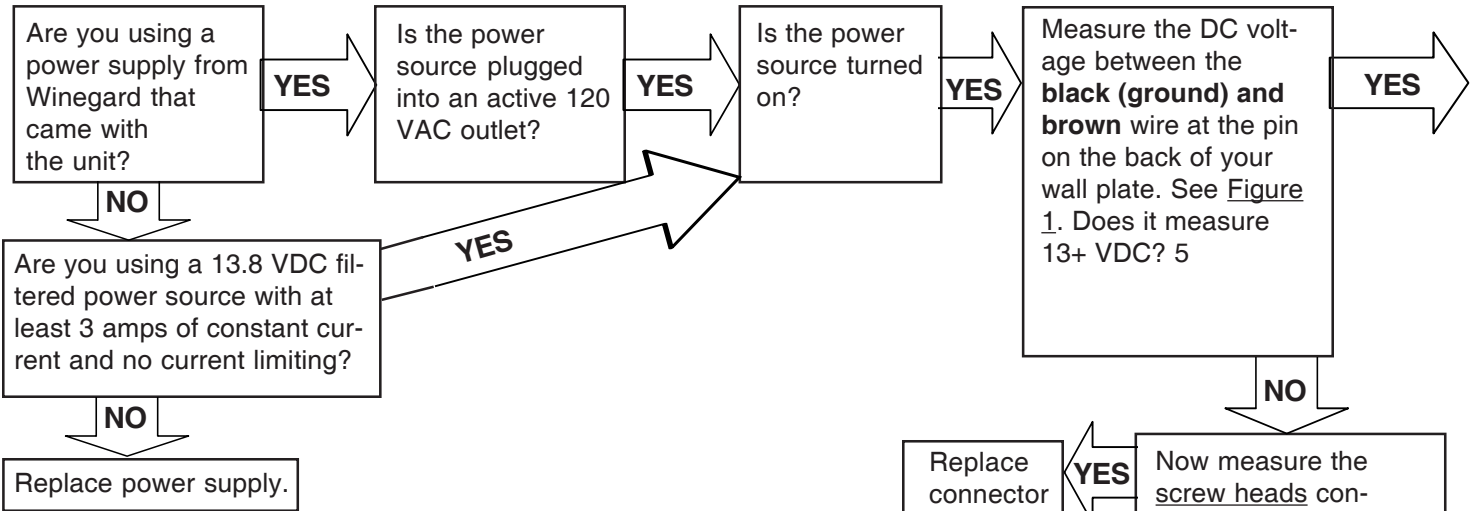 Are you using a
power supply from
Winegard that
came with
the unit?
YES
Is the power
source plugged
into an active 120
VAC outlet?
YES
Is the power
source turned
on?
YES
Measure the DC volt-
age between the
black (ground) and
brown wire at the pin
on the back of your
wall plate. See Figure
1. Does it measure
13+ VDC? 5
YES
NO
YES
Are you using a 13.8 VDC fil-
tered power source with at
least 3 amps of constant cur-
rent and no current limiting?
NO
NO
Replace power supply.
Replace
connector
YES
Now measure the
screw heads con-